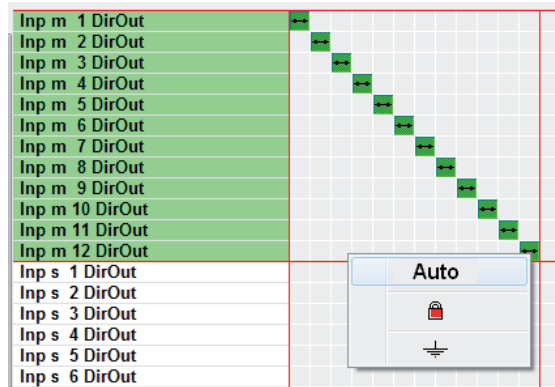 Inp m 1 DirOut
Inp m 2 DirOut
Inp m 3 DirOut
Inp m 4 DirOut
Inp m 5 DirOut
Inp m 6 DirOut
Inp m 7 DirOut
Inp m 8 DirOut
Inp m 9 DirOut
Inp m 10 DirOut
Inp m 11 DirOut
Inp m 12 DirOut
Inp s 1 DirOut
Auto
Inp s 2 DirOut
Inp s 3 DirOut
Inp s 4 DirOut
Inp s 5 DirOut
Inp s 6 DirOut